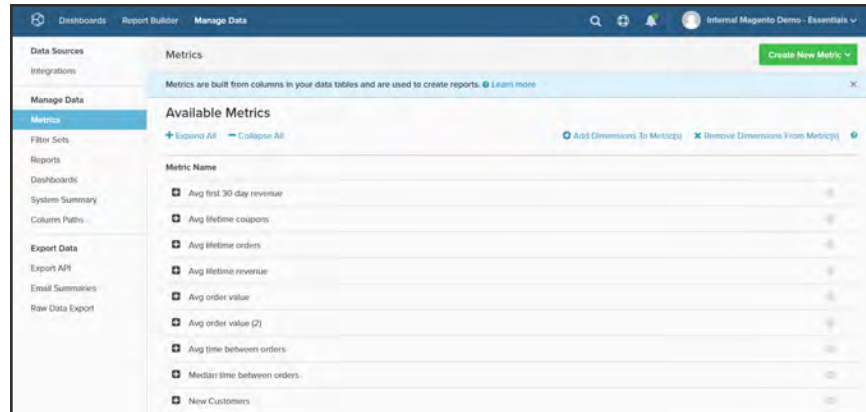 Dashboards Report Builder Manage Data Internal Magento Demo - Essentials
Data Sources
Integrations
Manage Data
Metrics
Filter Sets
Reports
Dashboards
System Summary
Column Paths
Export Data
Export API
Email Summaries
Raw Data Export
Metrics
Create New Metric
Metrics are built from columns in your data tables and are used to create reports. Learn more
Available Metrics
Expand All Collapse All
Add Dimensions To Metric(s) Remove Dimensions From Metric(s)
Metric Name
Avg first 30 day revenue
Avg lifetime coupons
Avg lifetime orders
Avg lifetime revenue
Avg order value
Avg order value (2)
Avg time between orders
Median time between orders
New Customers